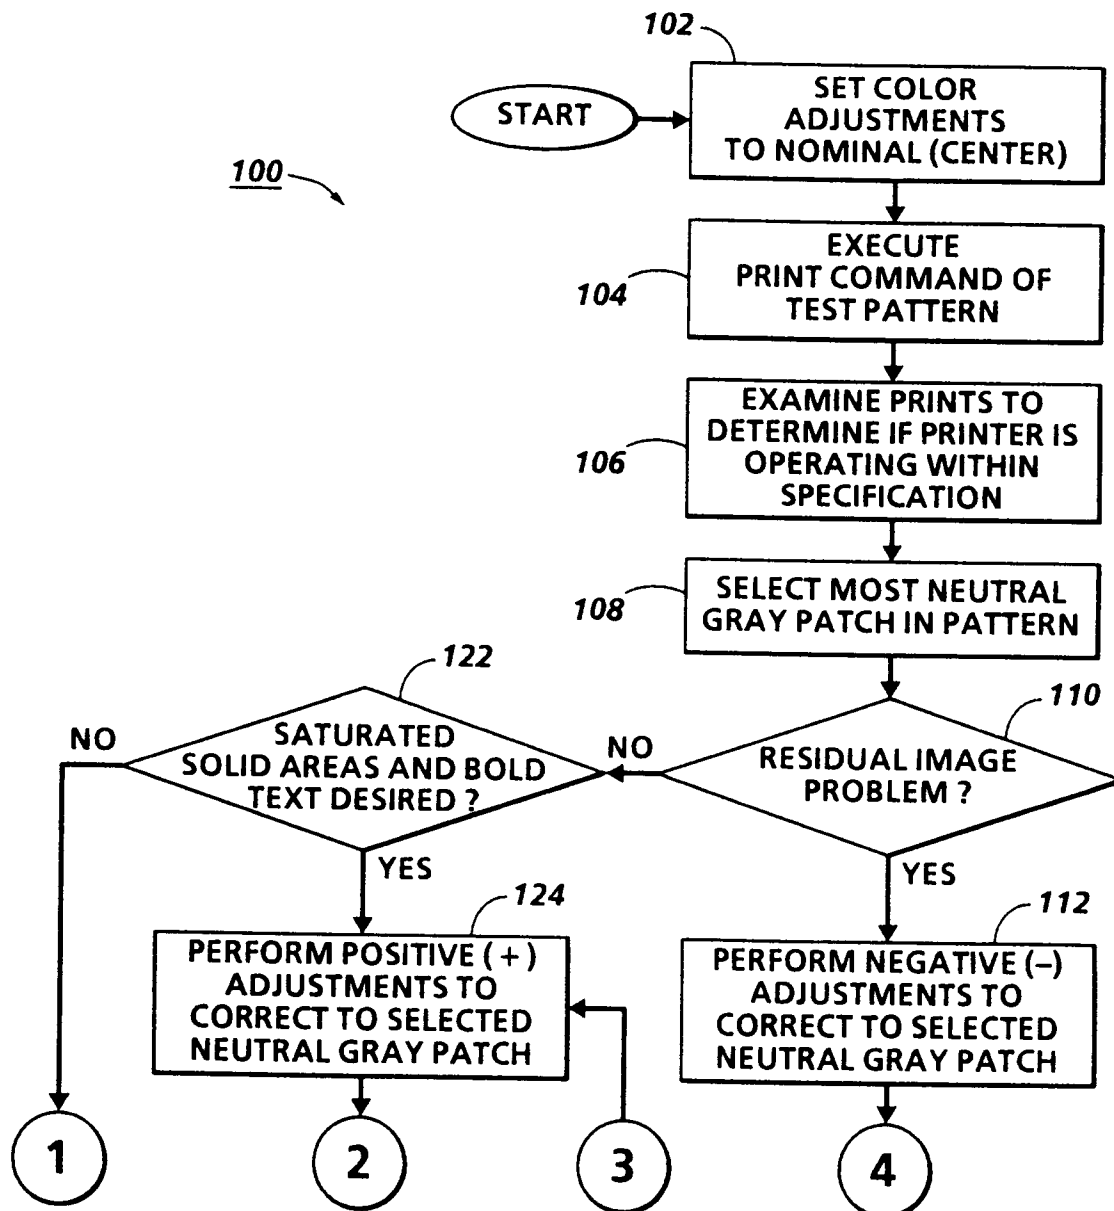 102
START
SET COLOR
ADJUSTMENTS
TO NOMINAL (CENTER)
100
EXECUTE
PRINT COMMAND OF
TEST PATTERN
104
EXAMINE PRINTS TO
DETERMINE IF PRINTER IS
OPERATING WITHIN
SPECIFICATION
106
SELECT MOST NEUTRAL
GRAY PATCH IN PATTERN
108
110
RESIDUAL IMAGE
PROBLEM ?
NO
YES
122
SATURATED
SOLID AREAS AND BOLD
TEXT DESIRED ?
NO
YES
124
PERFORM POSITIVE (+)
ADJUSTMENTS TO
CORRECT TO SELECTED
NEUTRAL GRAY PATCH
112
PERFORM NEGATIVE (–)
ADJUSTMENTS TO
CORRECT TO SELECTED
NEUTRAL GRAY PATCH
1
2
3
4